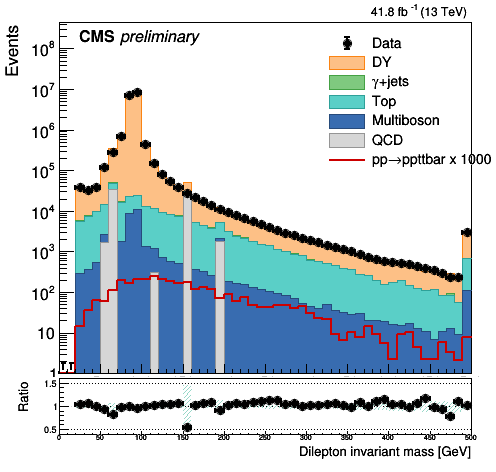 41.8 fb⁻¹ (13 TeV)
CMS preliminary
Events
10⁸
10⁷
10⁶
10⁵
10⁴
10³
10²
10
1
Data
DY
γ+jets
Top
Multiboson
QCD
pp→ppttbar x 1000
Ratio
1.5
1
0.5
0 50 100 150 200 250 300 350 400 450 500
Dilepton invariant mass [GeV]